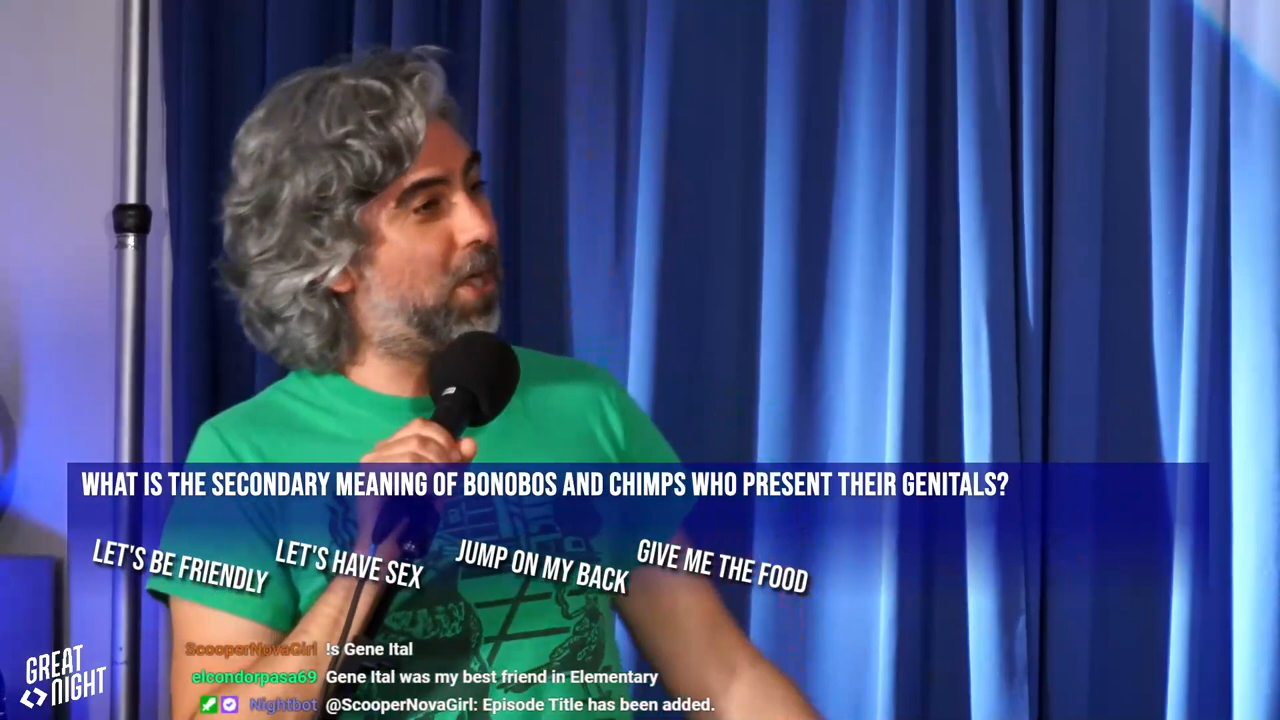 WHAT IS THE SECONDARY MEANING OF BONOBOS AND CHIMPS WHO PRESENT THEIR GENITALS?
LET'S BE FRIENDLY
LET'S HAVE SEX
JUMP ON MY BACK
GIVE ME THE FOOD
ScooperNovaGirl !s Gene Ital
elcondorpasa69 Gene Ital was my best friend in Elementary
Nightbot @ScooperNovaGirl: Episode Title has been added.
GREAT
NIGHT